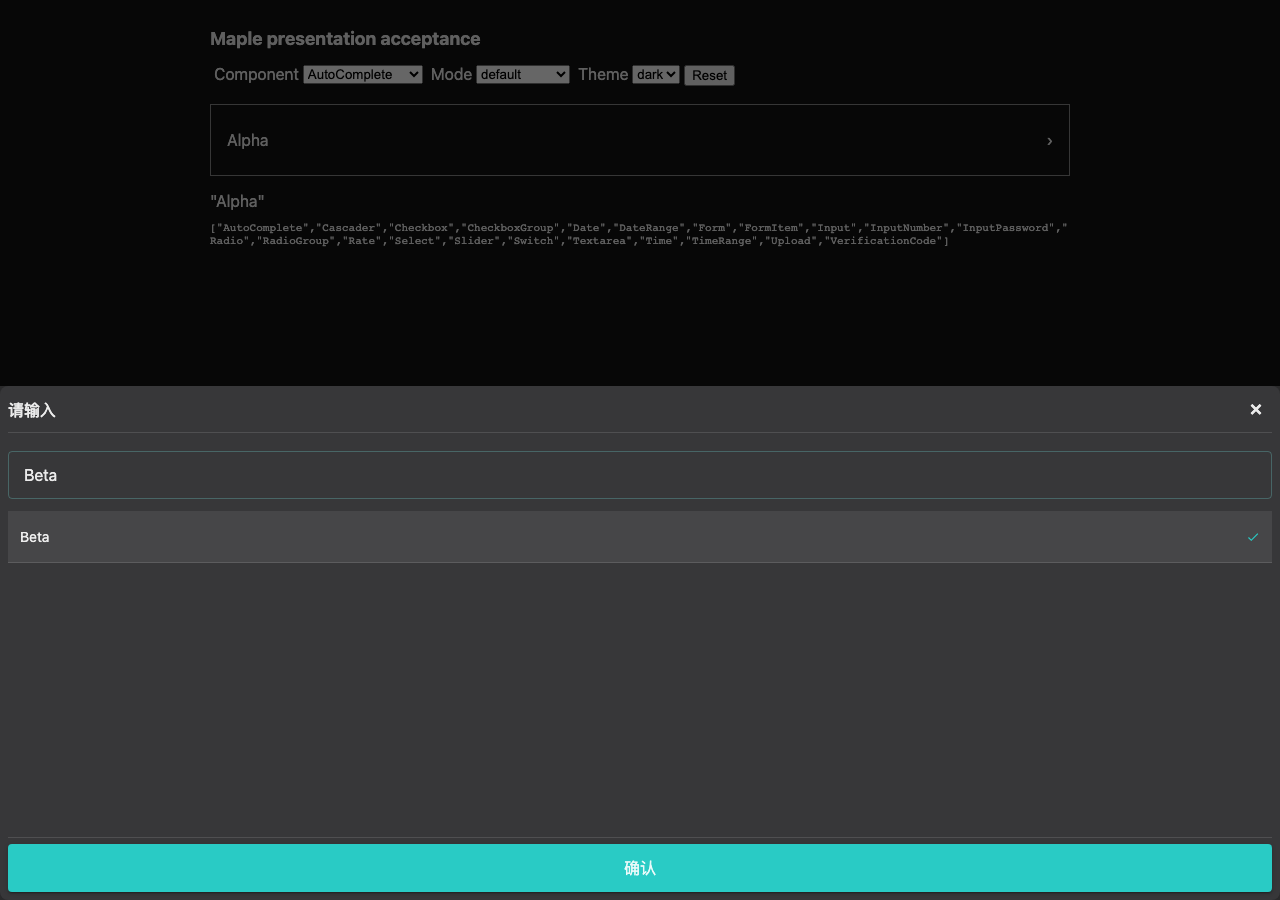 Maple presentation acceptance
Component AutoComplete Mode default Theme dark Reset
Alpha ›
"Alpha"
["AutoComplete","Cascader","Checkbox","CheckboxGroup","Date","DateRange","Form","FormItem","Input","InputNumber","InputPassword","
Radio","RadioGroup","Rate","Select","Slider","Switch","Textarea","Time","TimeRange","Upload","VerificationCode"]
请输入
Beta
Beta
确认